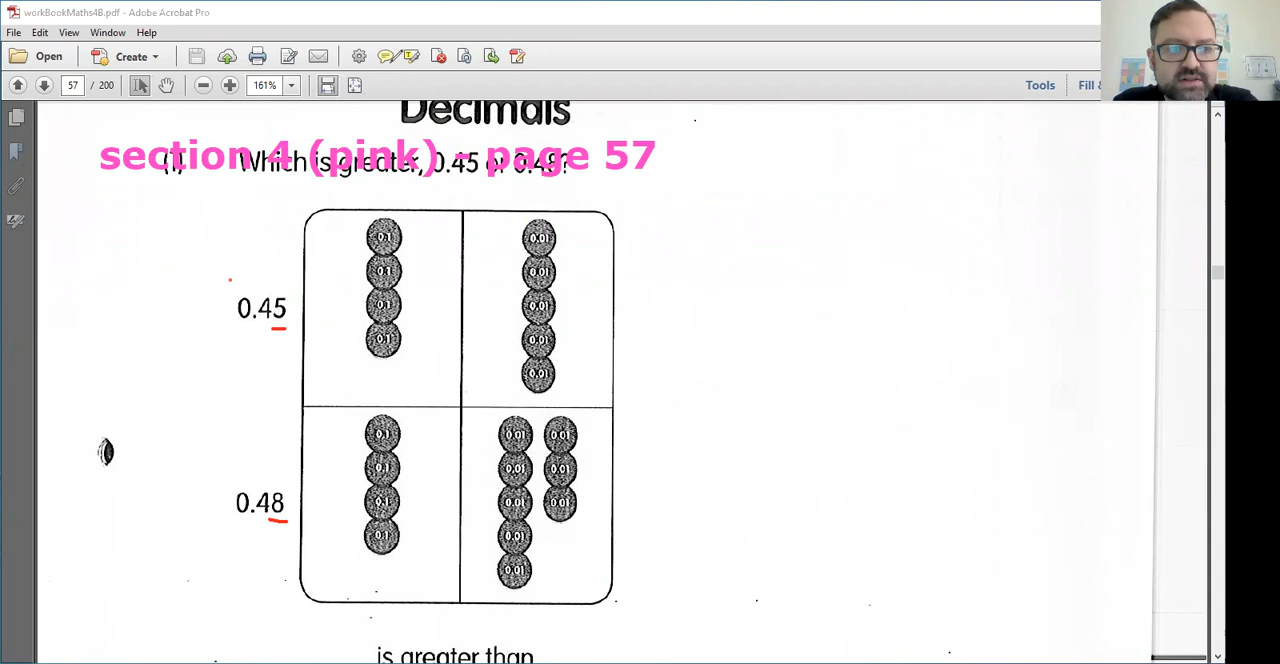 workBookMaths4B.pdf - Adobe Acrobat Pro
File Edit View Window Help
Open Create
57 / 200 161% Tools Fill &
Decimals
section 4 (pink) - page 57
(1) Which is greater, 0.45 or 0.48?
0.1 0.01
0.1 0.01
0.45 0.1 0.01
0.1 0.01
0.01
0.1 0.01 0.01
0.1 0.01 0.01
0.48 0.1 0.01 0.01
0.1 0.01
0.01
is greater than